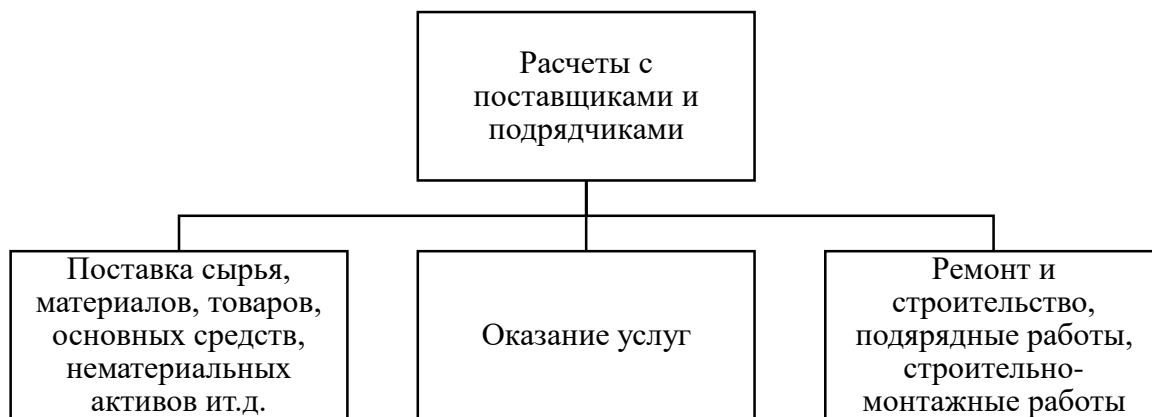 Расчеты с
поставщиками и
подрядчиками
Поставка сырья,
материалов, товаров,
основных средств,
нематериальных
активов ит.д.
Оказание услуг
Ремонт и
строительство,
подярядные работы,
строительно-
монтажные работы